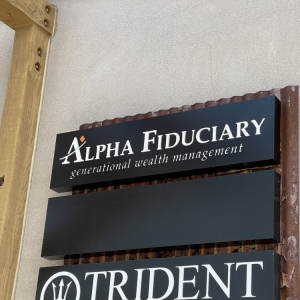 ALPHA FIDUCIARY
generational wealth management
TRIDENT